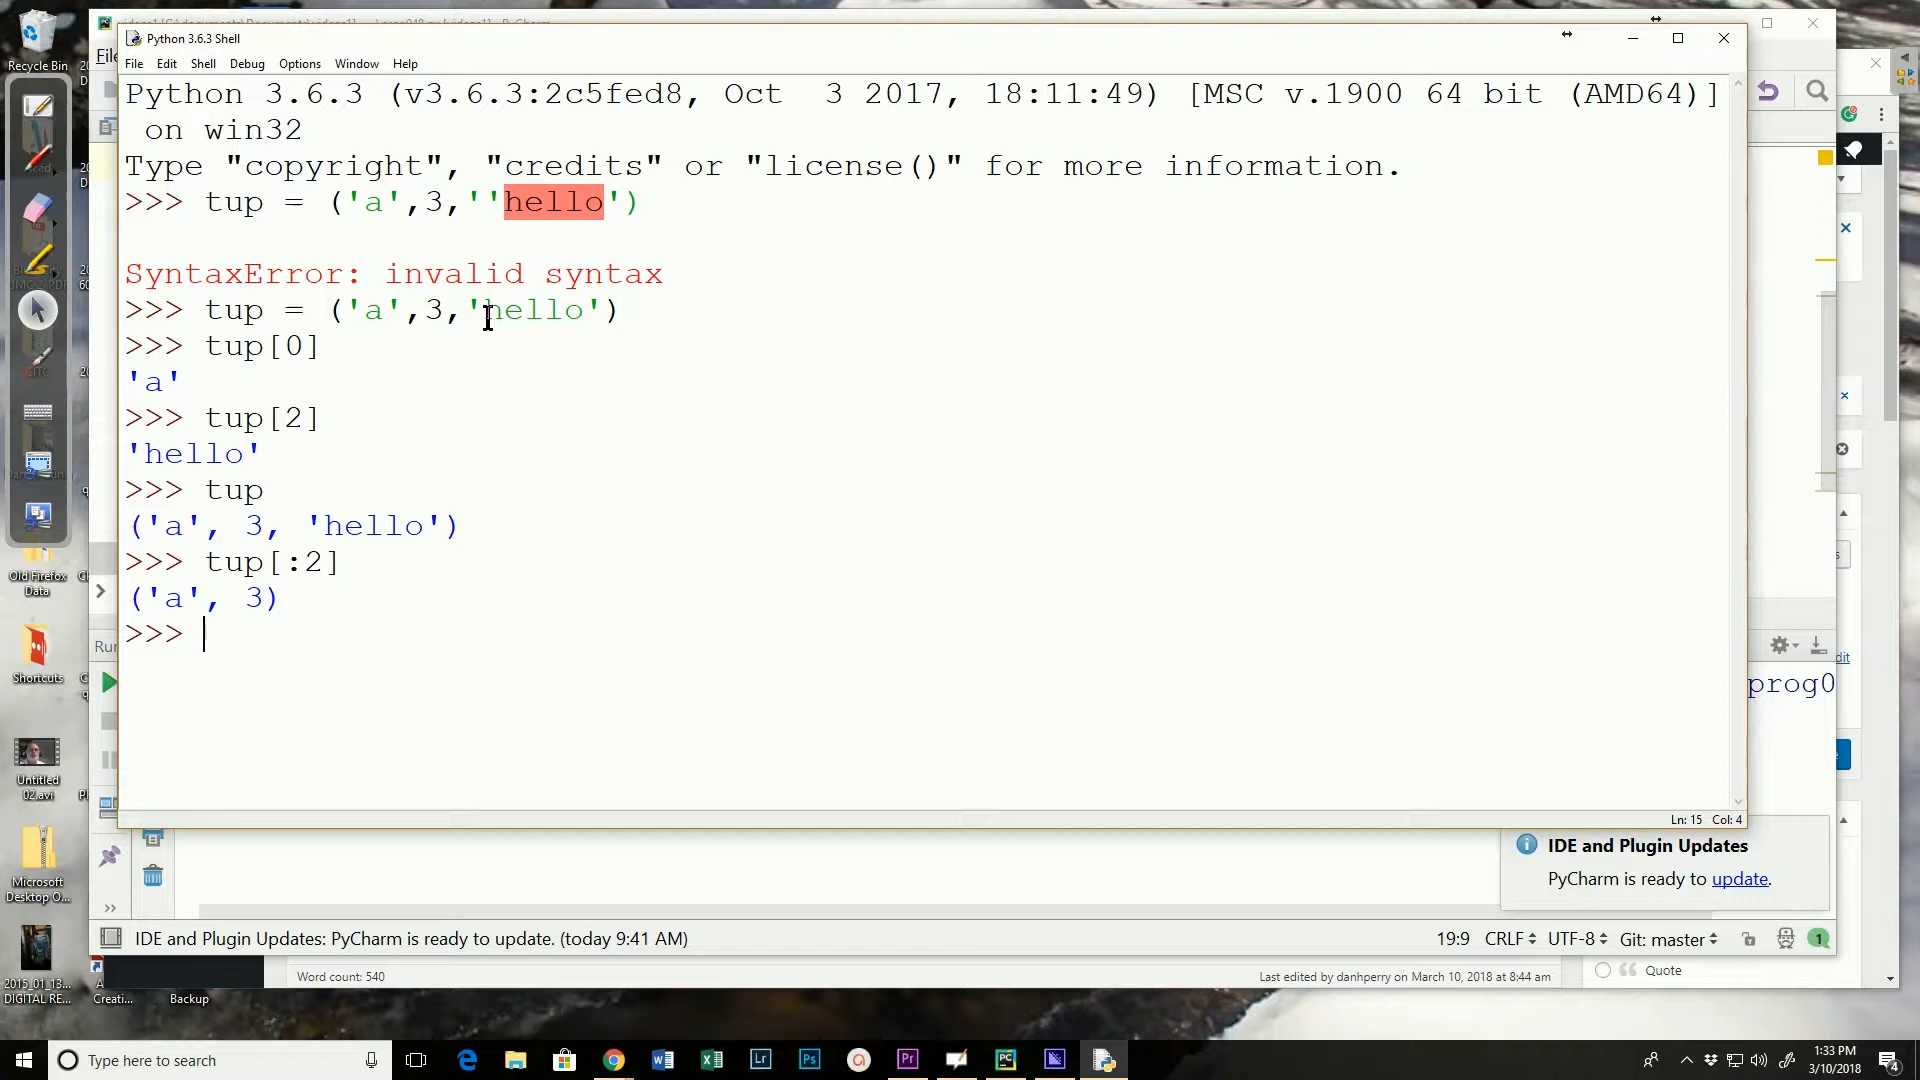 Recycle Bin
Python 3.6.3 Shell
File Edit Shell Debug Options Window Help
Python 3.6.3 (v3.6.3:2c5fed8, Oct  3 2017, 18:11:49) [MSC v.1900 64 bit (AMD64)]
on win32
Type "copyright", "credits" or "license()" for more information.
>>> tup = ('a',3,''hello')
SyntaxError: invalid syntax
>>> tup = ('a',3,'hello')
>>> tup[0]
'a'
>>> tup[2]
'hello'
>>> tup
('a', 3, 'hello')
>>> tup[:2]
('a', 3)
>>>
Ln: 15 Col: 4
Old Firefox
Data
Shortcuts
Untitled
02.avi
Microsoft
Desktop O...
2015_01_13...
DIGITAL RE...
Creati...
Backup
prog0
IDE and Plugin Updates
PyCharm is ready to update.
IDE and Plugin Updates: PyCharm is ready to update. (today 9:41 AM)
19:9 CRLF UTF-8 Git: master 1
Word count: 540
Last edited by danhperry on March 10, 2018 at 8:44 am
Quote
Type here to search
1:33 PM
3/10/2018
4